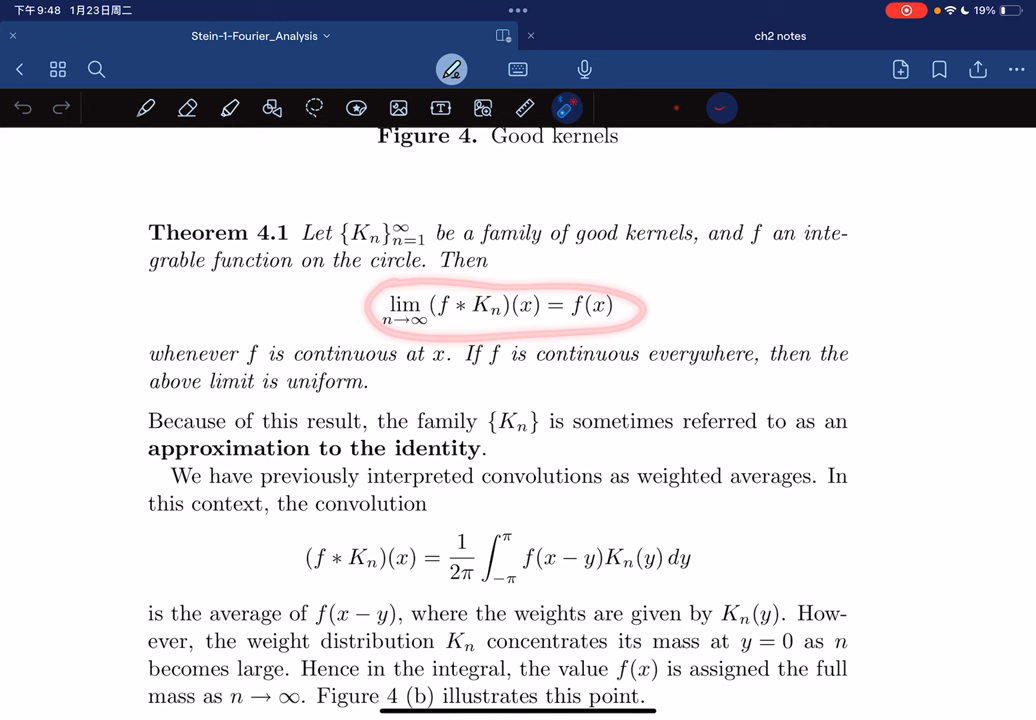 下午9:48 1月23日周二
19%
Stein-1-Fourier_Analysis
ch2 notes
Figure 4. Good kernels
Theorem 4.1 Let {K_n}_{n=1}^∞ be a family of good kernels, and f an inte-
grable function on the circle. Then
lim_{n→∞} (f * K_n)(x) = f(x)
whenever f is continuous at x. If f is continuous everywhere, then the
above limit is uniform.
Because of this result, the family {K_n} is sometimes referred to as an
approximation to the identity.
We have previously interpreted convolutions as weighted averages. In
this context, the convolution
(f * K_n)(x) = 1/2π ∫_{-π}^{π} f(x − y)K_n(y) dy
is the average of f(x − y), where the weights are given by K_n(y). How-
ever, the weight distribution K_n concentrates its mass at y = 0 as n
becomes large. Hence in the integral, the value f(x) is assigned the full
mass as n → ∞. Figure 4 (b) illustrates this point.